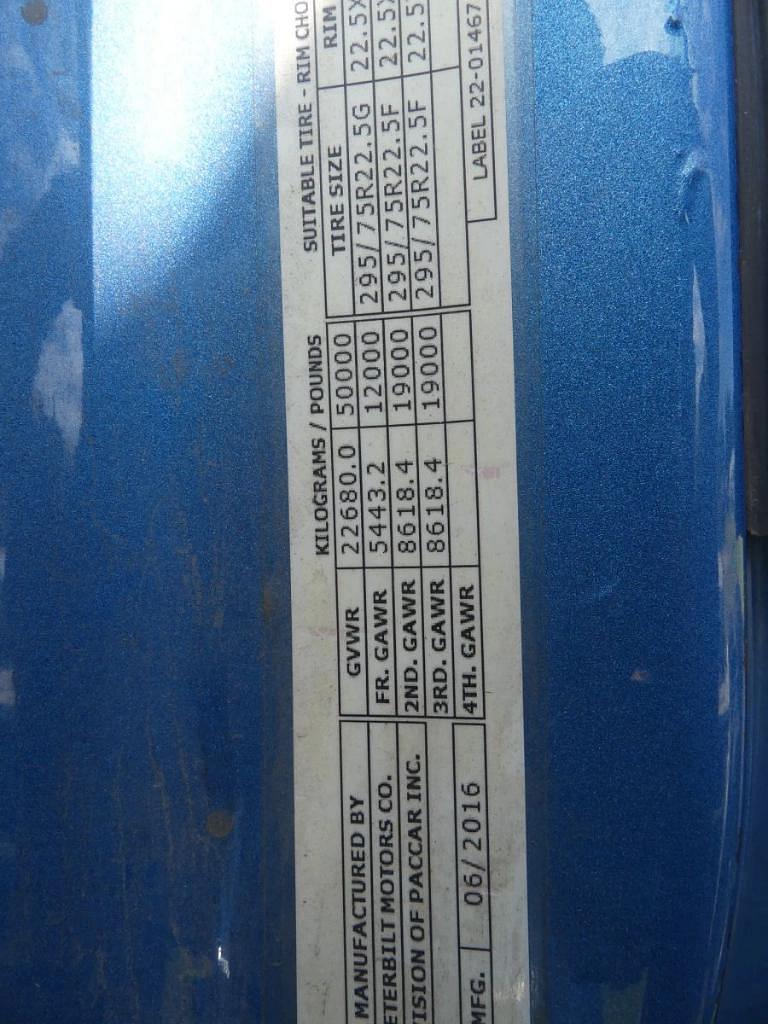 MANUFACTURED BY
ETERBILT MOTORS CO.
ISION OF PACCAR INC.
MFG. 06/2016
KILOGRAMS / POUNDS
GVWR 22680.0 50000
FR. GAWR 5443.2 12000
2ND. GAWR 8618.4 19000
3RD. GAWR 8618.4 19000
4TH. GAWR
SUITABLE TIRE - RIM CHO
TIRE SIZE RIM
295/75R22.5G 22.5X
295/75R22.5F 22.5X
295/75R22.5F 22.5
LABEL 22-01467